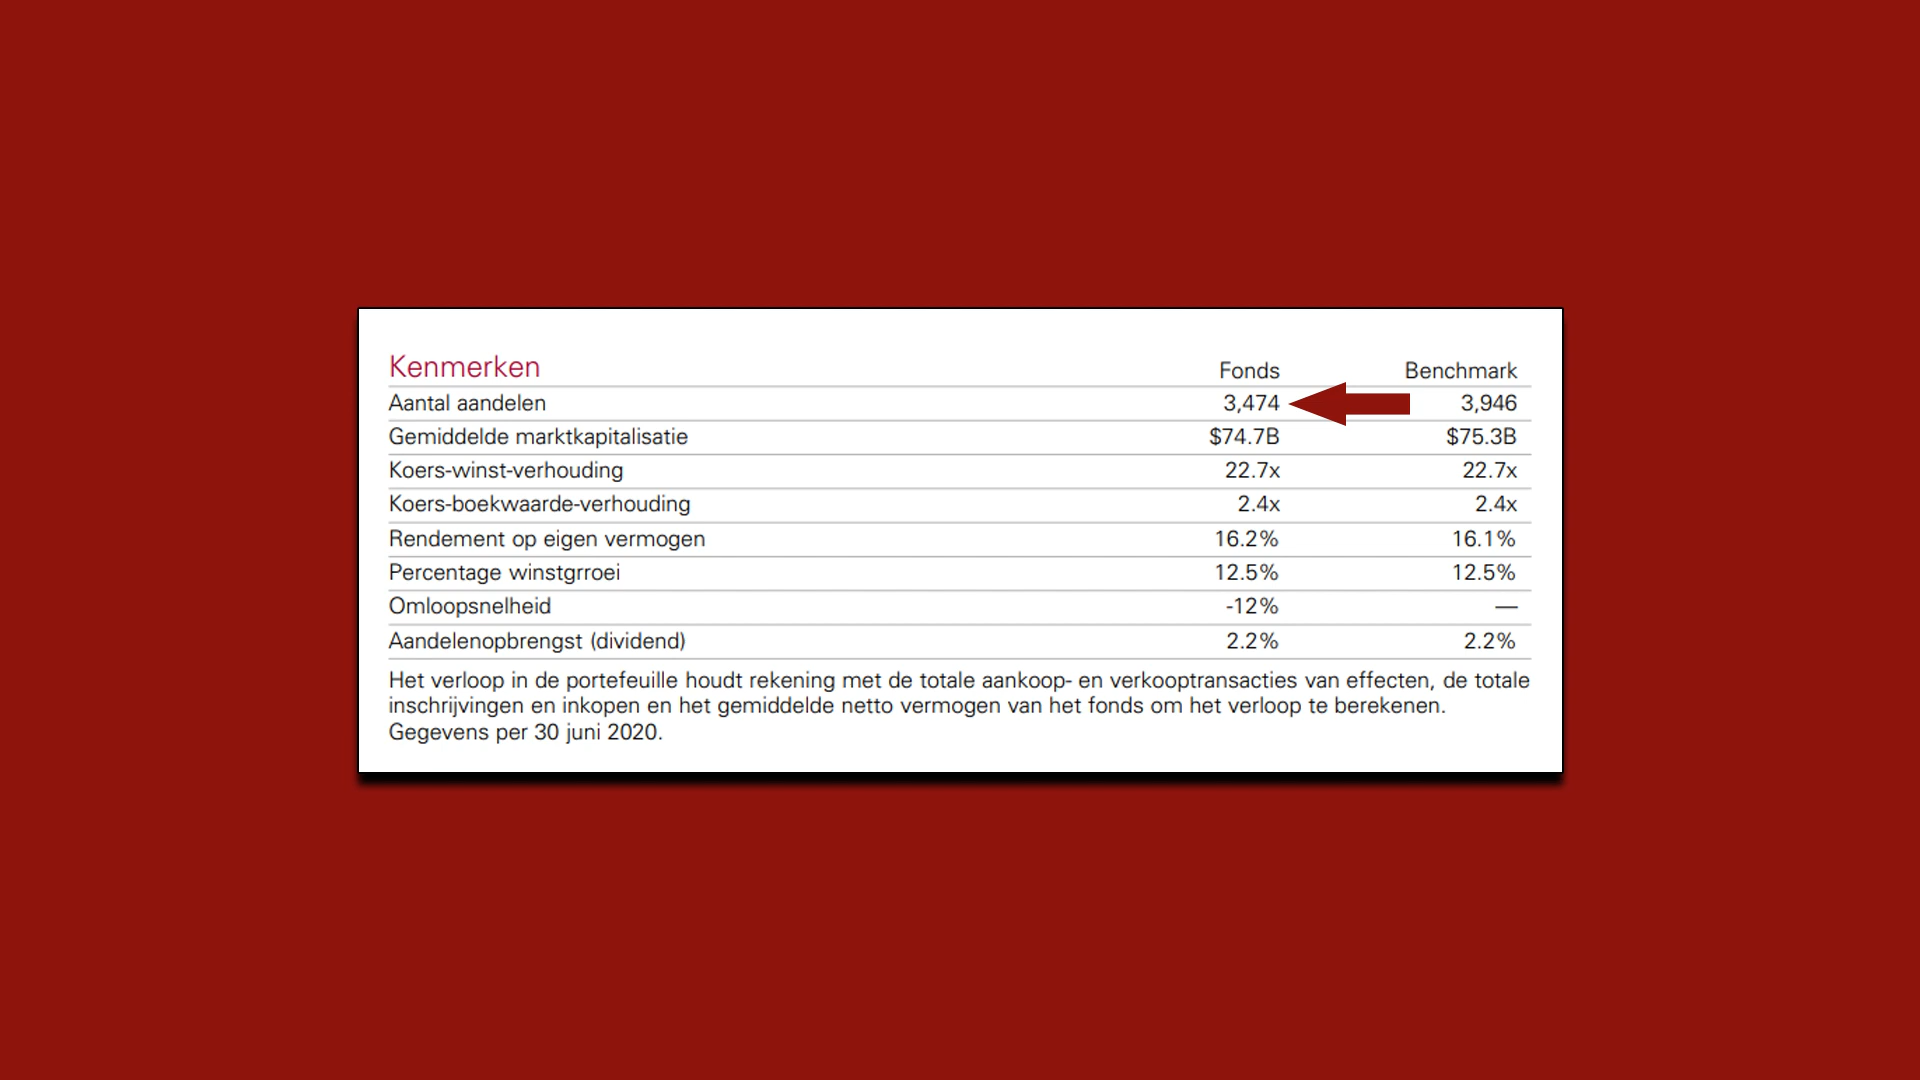 Kenmerken Fonds Benchmark
Aantal aandelen 3,474 3,946
Gemiddelde marktkapitalisatie $74.7B $75.3B
Koers-winst-verhouding 22.7x 22.7x
Koers-boekwaarde-verhouding 2.4x 2.4x
Rendement op eigen vermogen 16.2% 16.1%
Percentage winstgrroei 12.5% 12.5%
Omloopsnelheid -12% —
Aandelenopbrengst (dividend) 2.2% 2.2%
Het verloop in de portefeuille houdt rekening met de totale aankoop- en verkooptransacties van effecten, de totale
inschrijvingen en inkopen en het gemiddelde netto vermogen van het fonds om het verloop te berekenen.
Gegevens per 30 juni 2020.